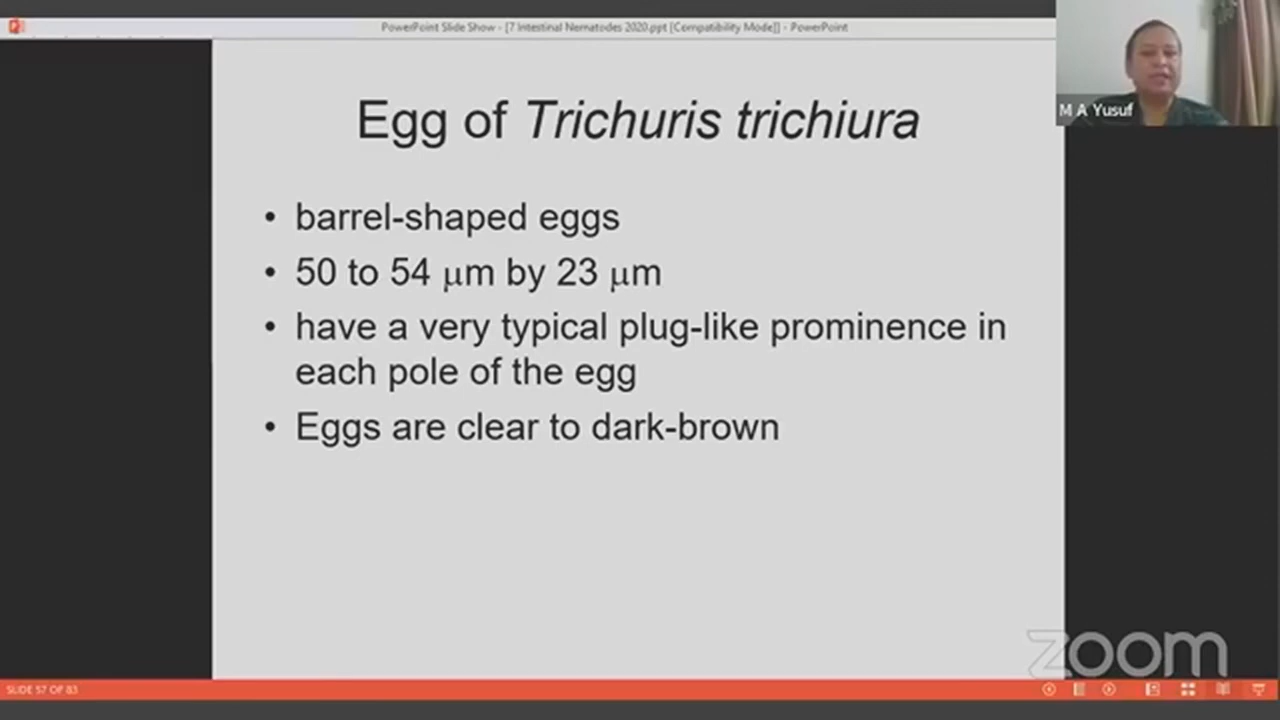 PowerPoint Slide Show - [7 Intestinal Nematodes 2020.ppt [Compatibility Mode]] - PowerPoint
M A Yusuf
Egg of Trichuris trichiura
• barrel-shaped eggs
• 50 to 54 μm by 23 μm
• have a very typical plug-like prominence in
each pole of the egg
• Eggs are clear to dark-brown
zoom
SLIDE 57 OF 83